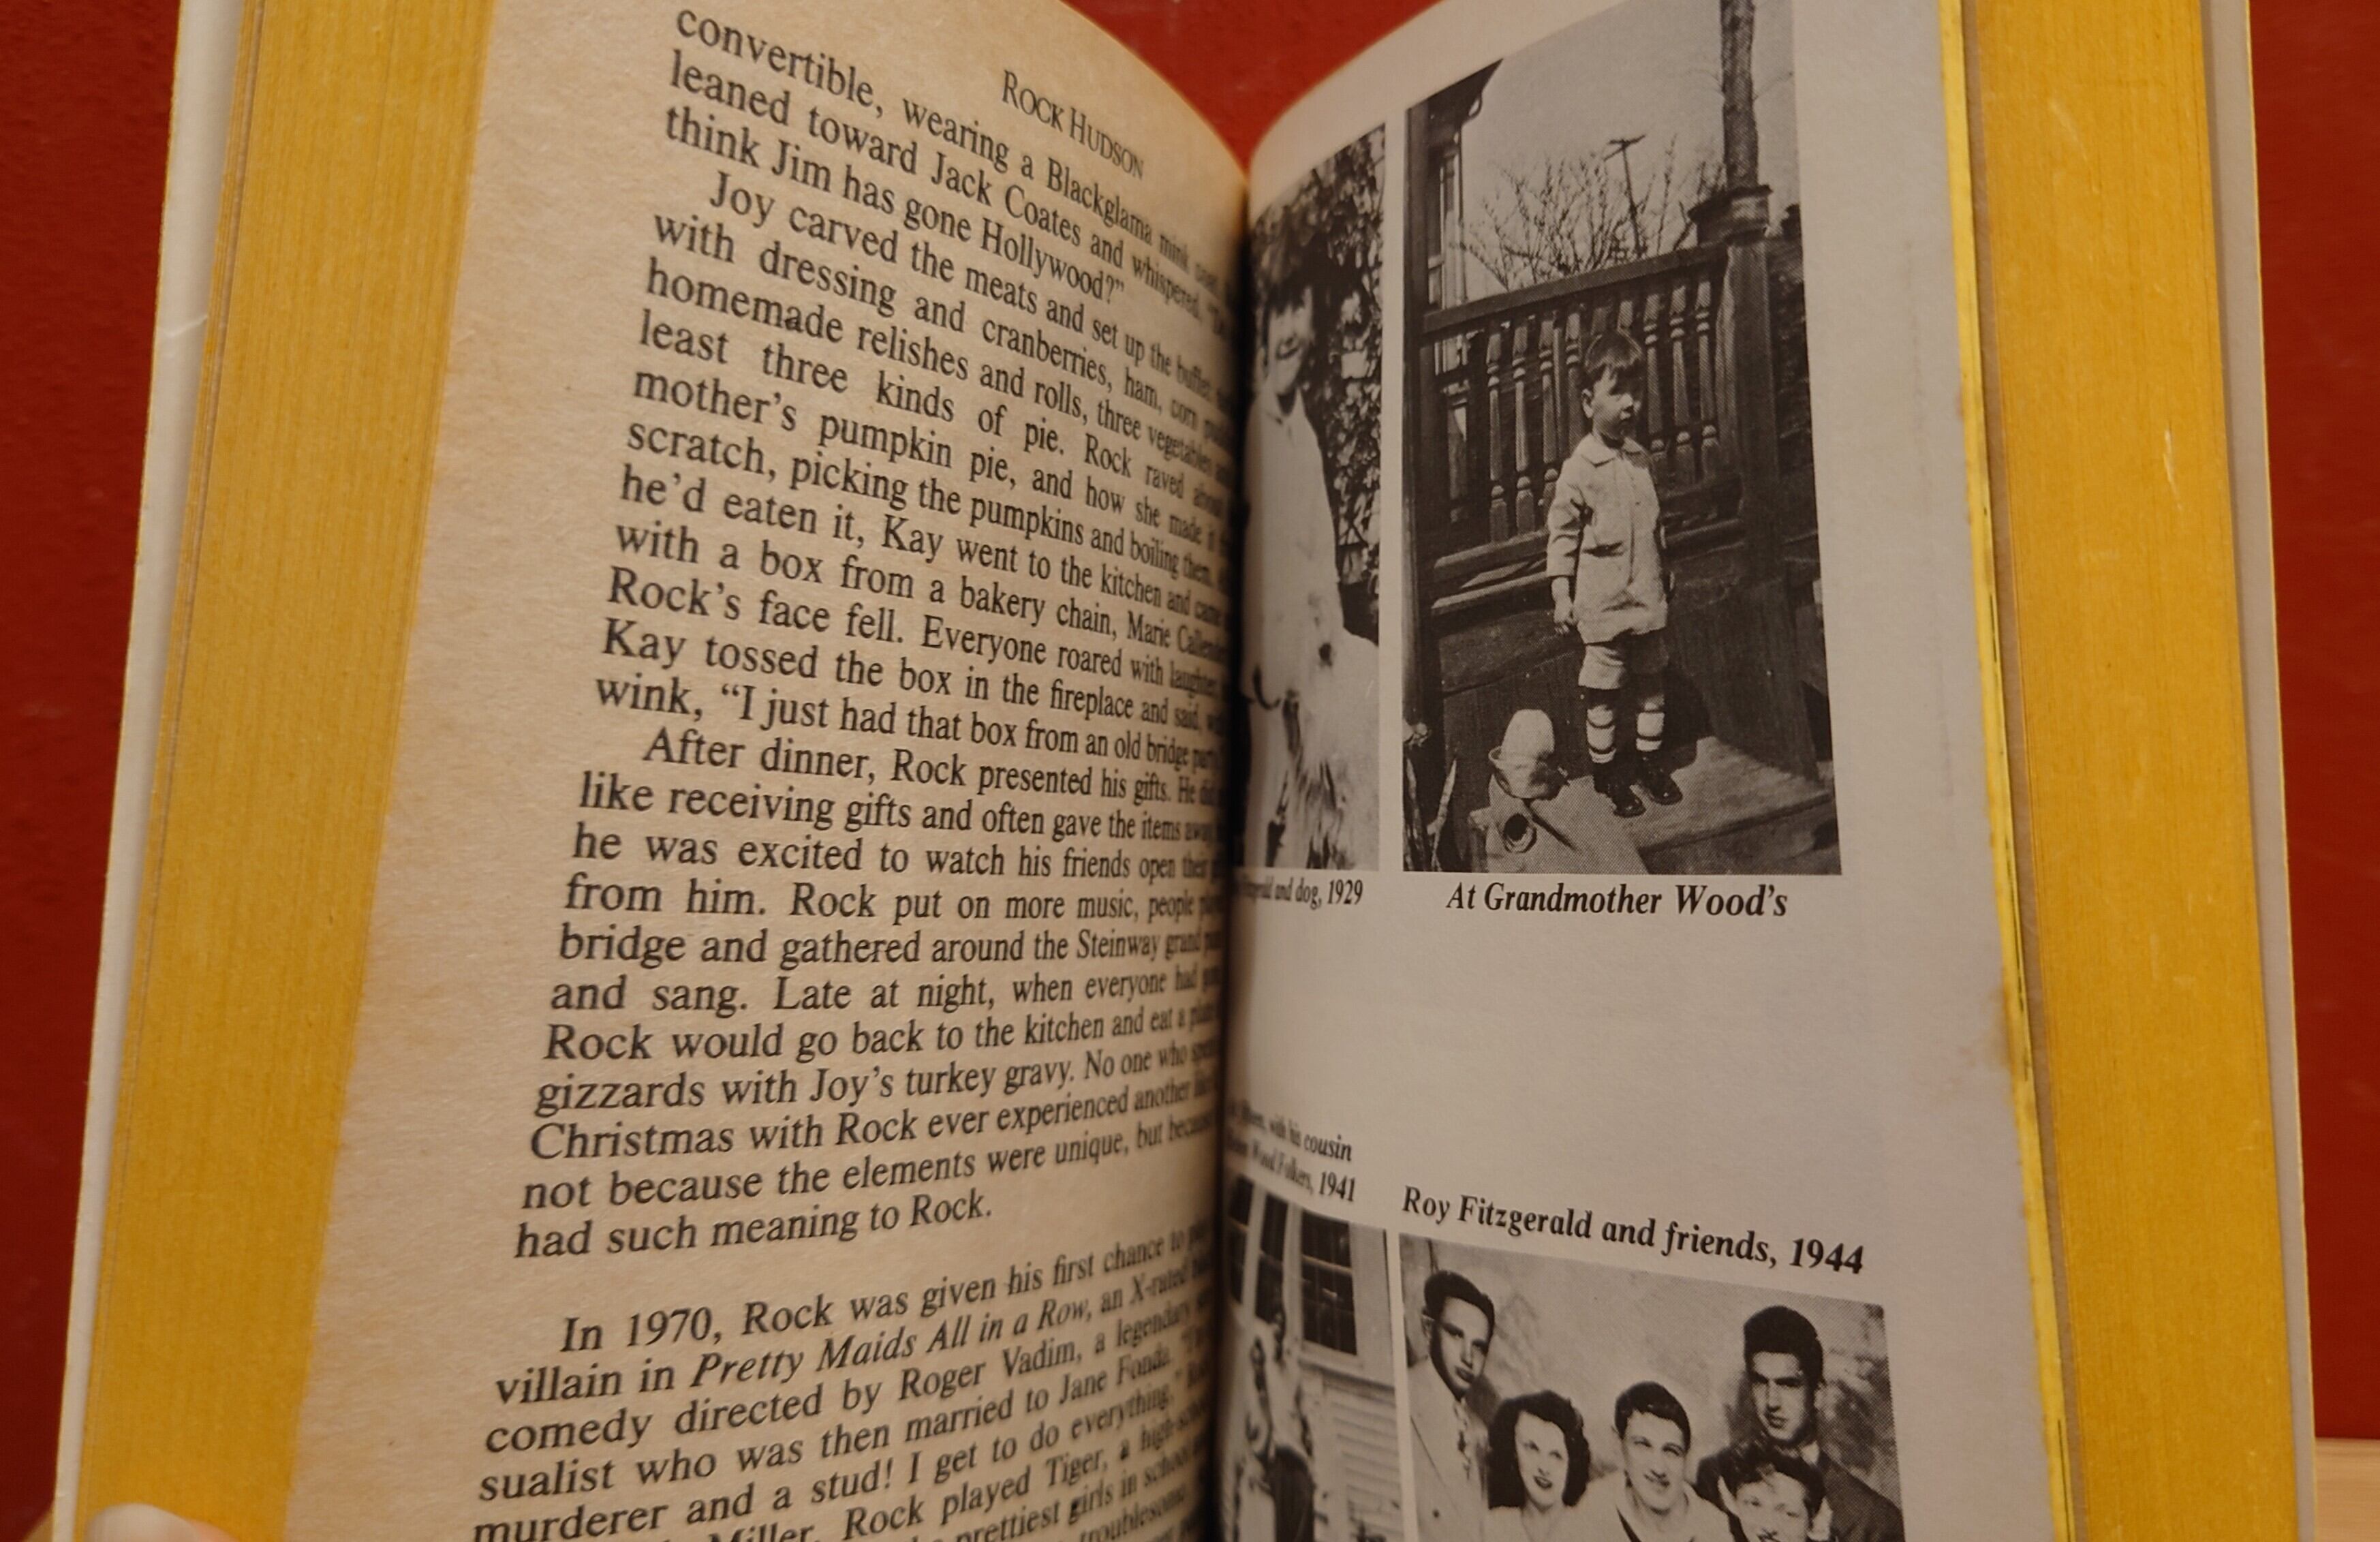 ROCK HUDSON
convertible, wearing a Blackglama mink coat,
leaned toward Jack Coates and whispered,
think Jim has gone Hollywood?”
Joy carved the meats and set up the buffet:
with dressing and cranberries, ham, corn
homemade relishes and rolls, three vegetables
least three kinds of pie. Rock raved about
mother’s pumpkin pie, and how she made it
scratch, picking the pumpkins and boiling them.
he’d eaten it, Kay went to the kitchen and came
with a box from a bakery chain, Marie
Rock’s face fell. Everyone roared with laughter.
Kay tossed the box in the fireplace and said,
wink, “I just had that box from an old bridge
After dinner, Rock presented his gifts. He
like receiving gifts and often gave the items
he was excited to watch his friends open their
from him. Rock put on more music, people
bridge and gathered around the Steinway grand
and sang. Late at night, when everyone had
Rock would go back to the kitchen and eat a
gizzards with Joy’s turkey gravy. No one who
Christmas with Rock ever experienced another
not because the elements were unique, but because
had such meaning to Rock.
In 1970, Rock was given his first chance to
villain in Pretty Maids All in a Row, an X-rated
comedy directed by Roger Vadim, a legendary
sualist who was then married to Jane Fonda.
murderer and a stud! I get to do everything,”
Miller. Rock played Tiger, a
prettiest girls in school
troublesome
and dog, 1929
At Grandmother Wood’s
with his cousin
Wood 1941
Roy Fitzgerald and friends, 1944